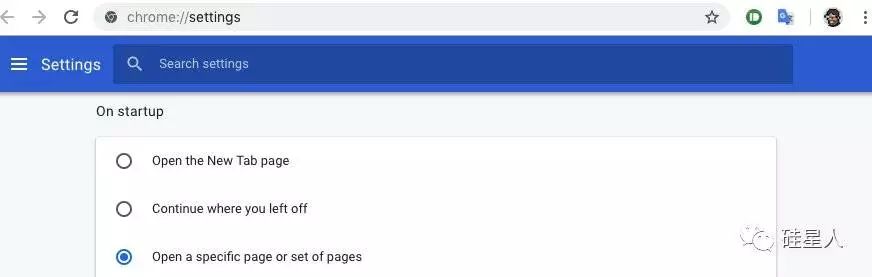 chrome://settings
Settings
Search settings
On startup
Open the New Tab page
Continue where you left off
Open a specific page or set of pages
硅星人